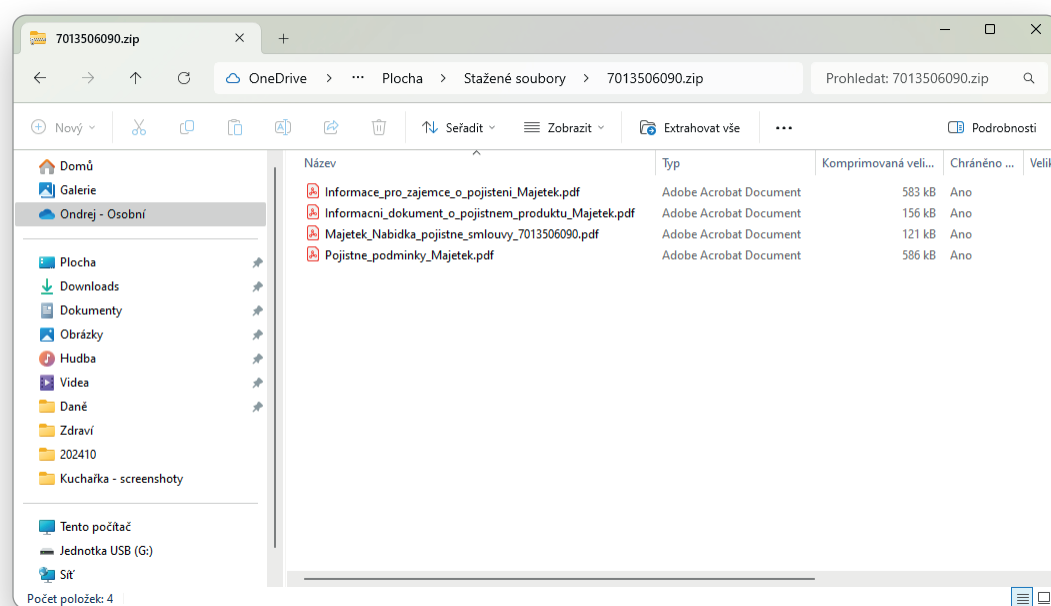 7013506090.zip
OneDrive > ... Plocha > Stažené soubory > 7013506090.zip
Prohledat: 7013506090.zip
Nový
Seřadit
Zobrazit
Extrahovat vše
Podrobnosti
Domů
Galerie
Ondrej - Osobní
Plocha
Downloads
Dokumenty
Obrázky
Hudba
Videa
Daně
Zdraví
202410
Kuchařka - screenshoty
Tento počítač
Jednotka USB (G:)
Síť
Název Typ Komprimovaná veli... Chráněno ... Velik
Informace_pro_zajemce_o_pojisteni_Majetek.pdf Adobe Acrobat Document 583 kB Ano
Informacni_dokument_o_pojistnem_produktu_Majetek.pdf Adobe Acrobat Document 156 kB Ano
Majetek_Nabidka_pojistne_smlouvy_7013506090.pdf Adobe Acrobat Document 121 kB Ano
Pojistne_podminky_Majetek.pdf Adobe Acrobat Document 586 kB Ano
Počet položek: 4